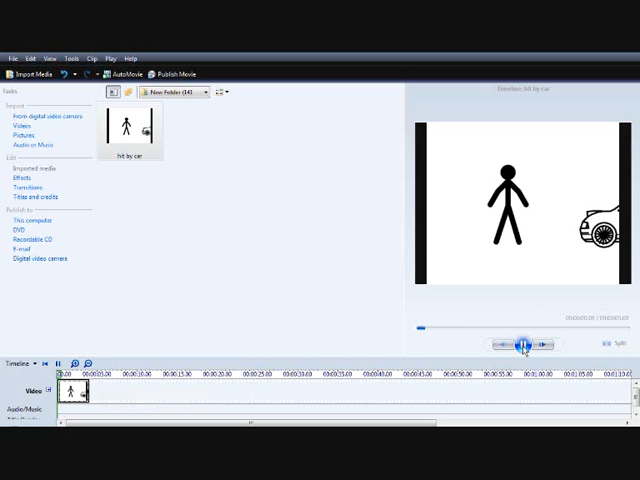 File Edit View Tools Clip Play Help
Import Media AutoMovie Publish Movie
Tasks
New Folder (14)
Timeline: hit by car
Import
From digital video camera
Videos
Pictures
Audio or Music
Edit
Imported media
Effects
Transitions
Titles and credits
Publish to
This computer
DVD
Recordable CD
E-mail
Digital video camera
hit by car
Split
Timeline
00:00:05.00 00:00:10.00 00:00:15.00 00:00:20.00 00:00:25.00 00:00:30.00 00:00:35.00 00:00:40.00 00:00:45.00 00:00:50.00 00:00:55.00 00:01:00.00 00:01:05.00 00:01:10.00
Video
Audio/Music